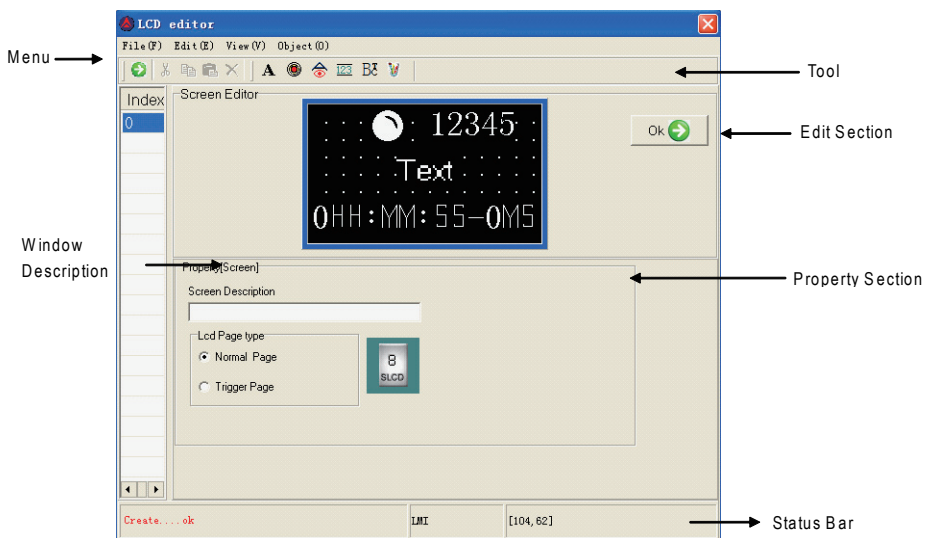 LCD editor
File(F) Edit(E) View(V) Object(O)
Menu
A 123
Tool
Index
Screen Editor
0
12345
Ok
Edit Section
Text
0HH:MM:SS-0MS
Window
Description
Property[Screen]
Property Section
Screen Description
Lcd Page type
Normal Page
8
SLCD
Trigger Page
Create....ok
LMI
[104,62]
Status Bar